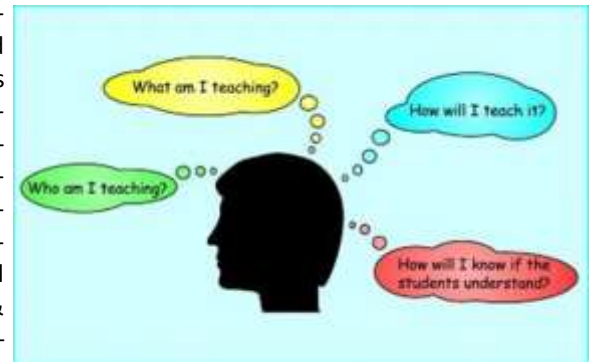 What am I teaching?
How will I teach it?
Who am I teaching?
How will I know if the
students understand?